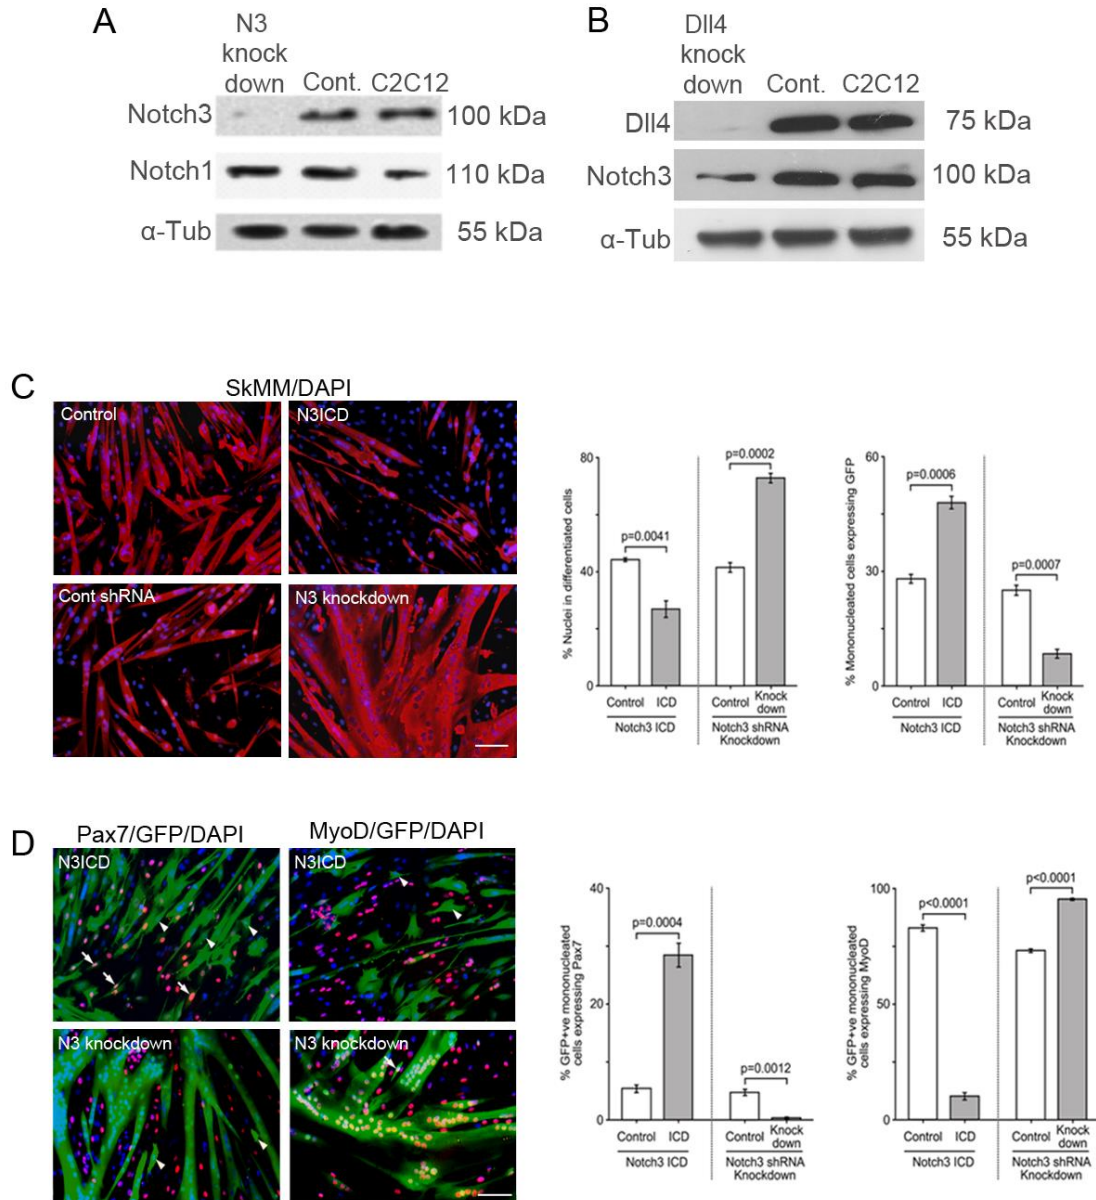 A
N3
knock
down
Cont.
C2C12
Notch3
100 kDa
Notch1
110 kDa
α-Tub
55 kDa
B
Dll4
knock
down
Cont.
C2C12
Dll4
75 kDa
Notch3
100 kDa
α-Tub
55 kDa
C
SkMM/DAPI
Control
N3ICD
Cont shRNA
N3 knockdown
% Nuclei in differentiated cells
80
40
0
p=0.0041
p=0.0002
Control
ICD
Control
Knock
down
Notch3 ICD
Notch3 shRNA
Knockdown
% Mononucleated cells expressing GFP
60
30
0
p=0.0006
p=0.0007
Control
ICD
Control
Knock
down
Notch3 ICD
Notch3 shRNA
Knockdown
D
Pax7/GFP/DAPI
MyoD/GFP/DAPI
N3ICD
N3ICD
N3 knockdown
N3 knockdown
% GFP+ve mononucleated
cells expressing Pax7
40
20
0
p=0.0004
p=0.0012
Control
ICD
Control
Knock
down
Notch3 ICD
Notch3 shRNA
Knockdown
% GFP+ve mononucleated
cells expressing MyoD
100
50
0
p<0.0001
p<0.0001
Control
ICD
Control
Knock
down
Notch3 ICD
Notch3 shRNA
Knockdown